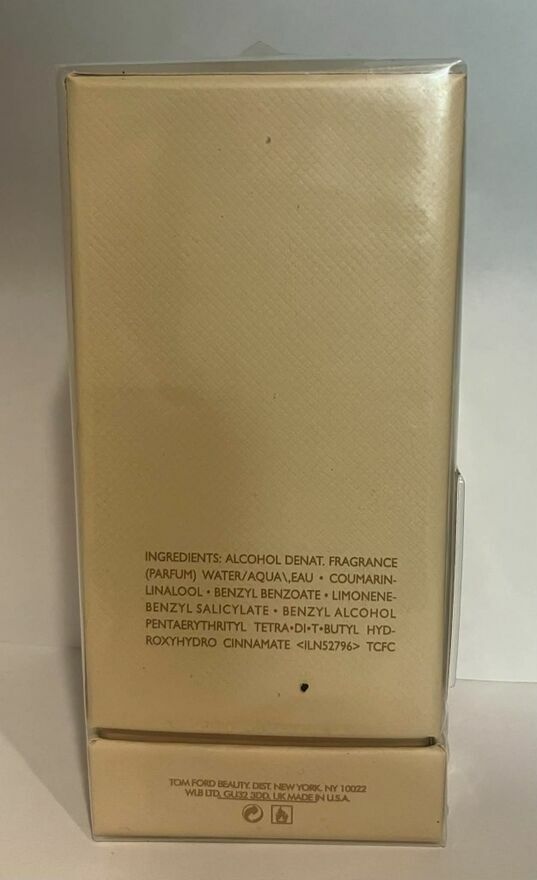 INGREDIENTS: ALCOHOL DENAT. FRAGRANCE
(PARFUM) WATER/AQUA\,EAU • COUMARIN-
LINALOOL • BENZYL BENZOATE • LIMONENE-
BENZYL SALICYLATE • BENZYL ALCOHOL
PENTAERYTHRITYL TETRA•DI•T•BUTYL HYD-
ROXYHYDRO CINNAMATE <ILN52796> TCFC
TOM FORD BEAUTY. DIST. NEW YORK. NY 10022
WLB LTD, GU32 3DD. UK MADE IN U.S.A.